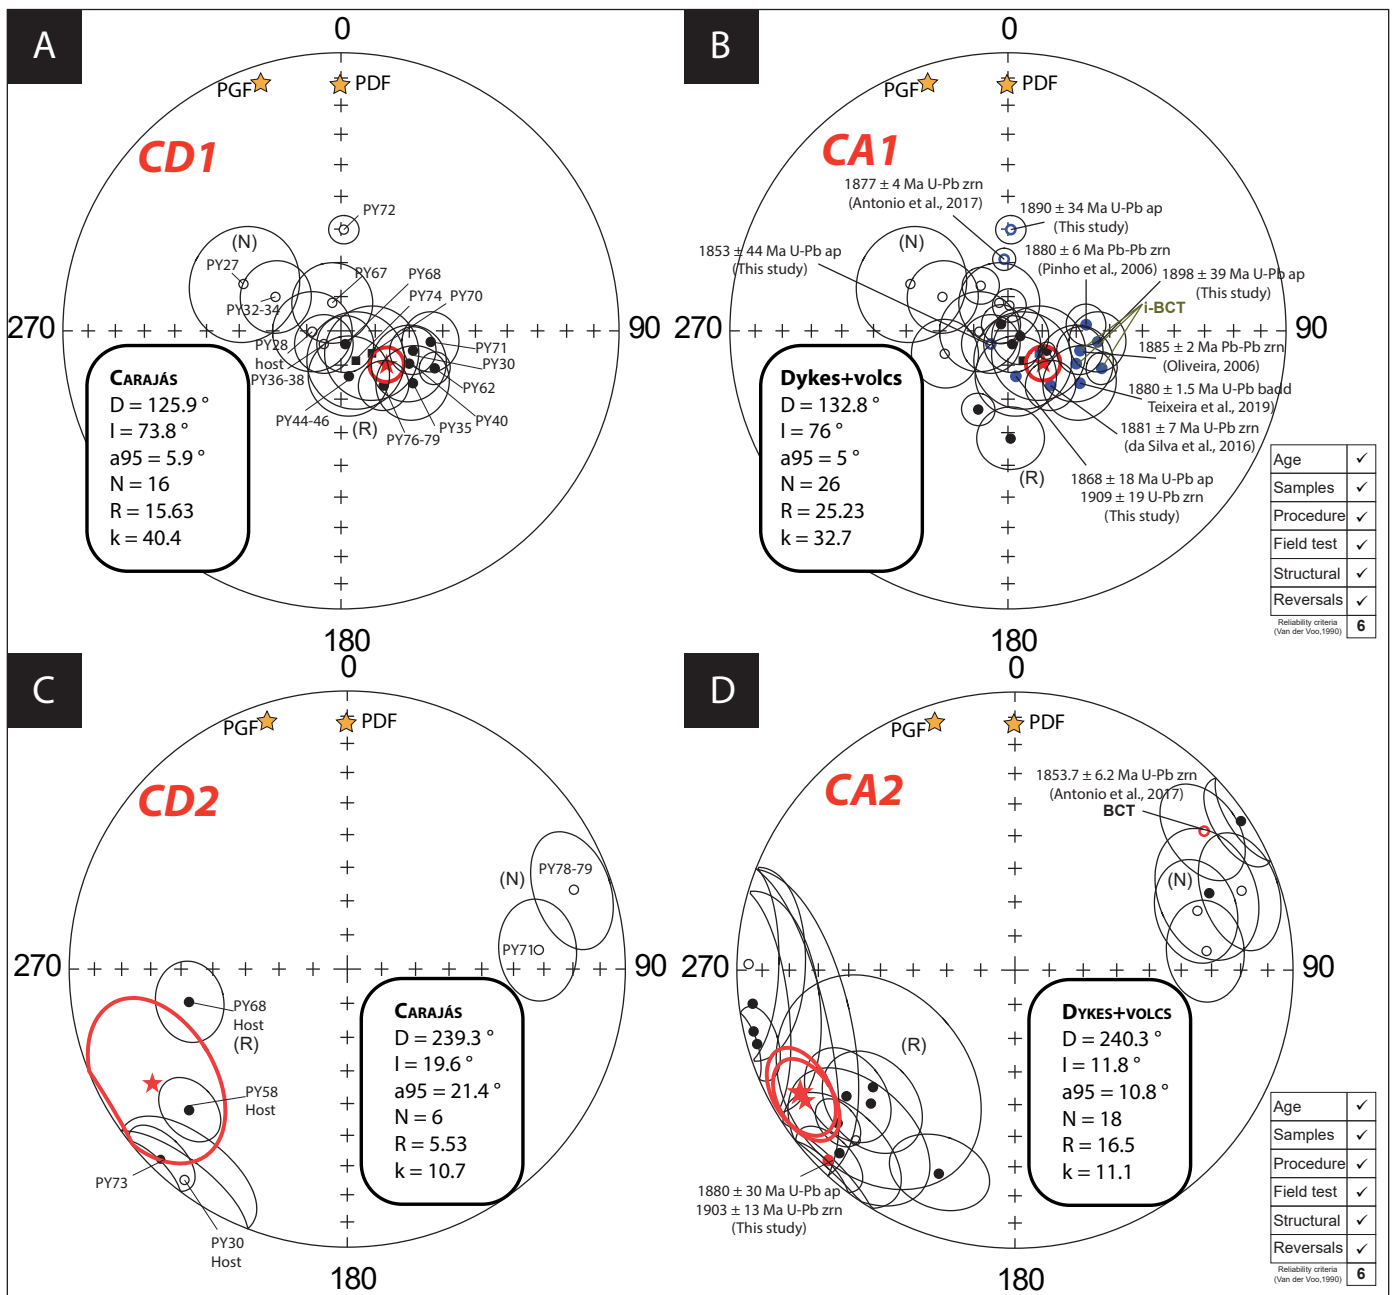 A
0
PGF
PDF
CD1
PY72
(N)
PY27
PY67
PY68
PY74
PY70
PY32-34
270
90
PY28
host
PY71
PY30
PY36-38
PY62
PY44-46
(R)
PY76-79
PY35
PY40
CARAJÁS
D = 125.9 °
I = 73.8 °
a95 = 5.9 °
N = 16
R = 15.63
k = 40.4
180
B
0
PGF
PDF
CA1
1877 ± 4 Ma U-Pb zrn
(Antonio et al., 2017)
1890 ± 34 Ma U-Pb ap
(This study)
(N)
1853 ± 44 Ma U-Pb ap
(This study)
1880 ± 6 Ma Pb-Pb zrn
(Pinho et al., 2006)
1898 ± 39 Ma U-Pb ap
(This study)
i-BCT
270
90
1885 ± 2 Ma Pb-Pb zrn
(Oliveira, 2006)
1880 ± 1.5 Ma U-Pb badd
Teixeira et al., 2019)
1881 ± 7 Ma U-Pb zrn
(da Silva et al., 2016)
(R)
1868 ± 18 Ma U-Pb ap
1909 ± 19 U-Pb zrn
(This study)
Dykes+volcs
D = 132.8 °
I = 76 °
a95 = 5 °
N = 26
R = 25.23
k = 32.7
180
Age ✓
Samples ✓
Procedure ✓
Field test ✓
Structural ✓
Reversals ✓
Reliability criteria
(Van der Voo,1990) 6
C
0
PGF
PDF
CD2
(N)
PY78-79
PY71
270
90
PY68
Host
(R)
PY58
Host
PY73
PY30
Host
CARAJÁS
D = 239.3 °
I = 19.6 °
a95 = 21.4 °
N = 6
R = 5.53
k = 10.7
180
D
0
PGF
PDF
CA2
1853.7 ± 6.2 Ma U-Pb zrn
(Antonio et al., 2017)
BCT
(N)
270
90
(R)
1880 ± 30 Ma U-Pb ap
1903 ± 13 Ma U-Pb zrn
(This study)
DYKES+VOLCS
D = 240.3 °
I = 11.8 °
a95 = 10.8 °
N = 18
R = 16.5
k = 11.1
180
Age ✓
Samples ✓
Procedure ✓
Field test ✓
Structural ✓
Reversals ✓
Reliability criteria
(Van der Voo,1990) 6